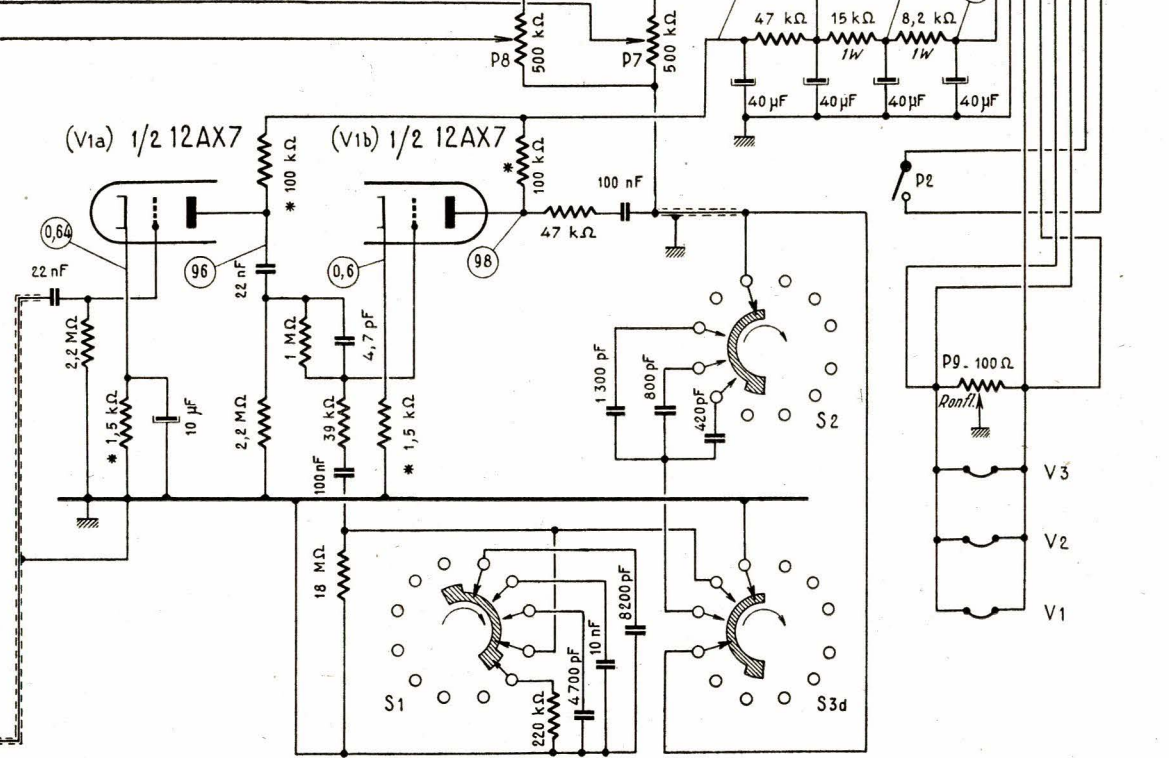 47 kΩ
15 kΩ
8,2 kΩ
1W
1W
P8
500 kΩ
P7
500 kΩ
40 µF
40 µF
40 µF
40 µF
(V1a) 1/2 12AX7
(V1b) 1/2 12AX7
* 100 kΩ
* 100 kΩ
100 nF
47 kΩ
P2
0,64
22 nF
96
22 nF
0,6
98
2,2 MΩ
1 MΩ
4,7 pF
1 300 pF
800 pF
420 pF
S2
P9_ 100 Ω
Ronfl.
* 1,5 kΩ
10 µF
2,2 MΩ
39 kΩ
* 1,5 kΩ
100nF
V3
V2
V1
18 MΩ
8200 pF
10 nF
4700 pF
220 kΩ
S1
S3d